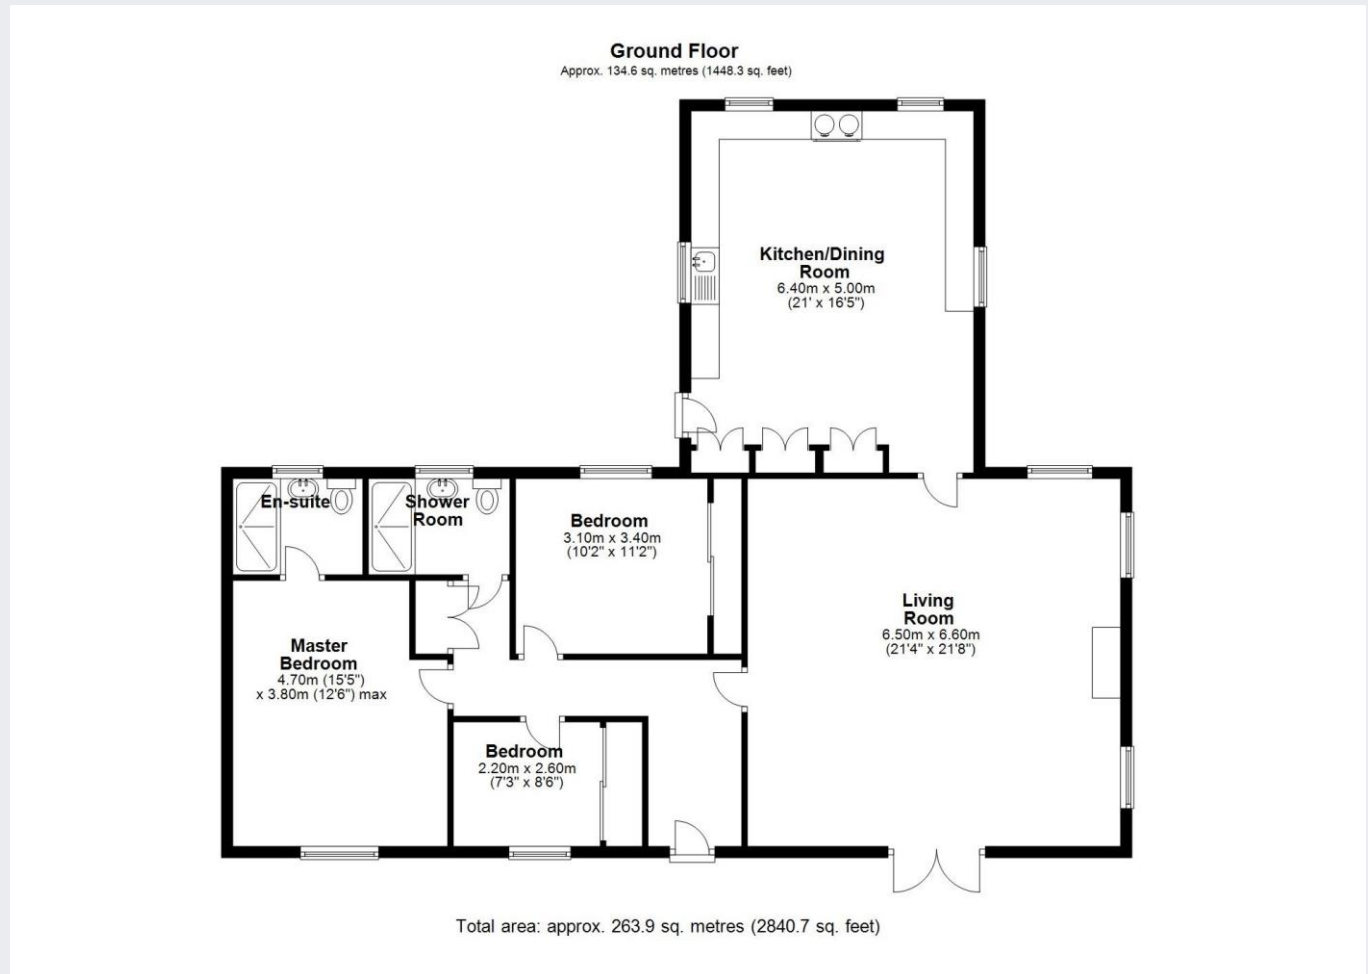 Ground Floor
Approx. 134.6 sq. metres (1448.3 sq. feet)
Kitchen/Dining
Room
6.40m x 5.00m
(21' x 16'5")
En-suite
Shower
Room
Bedroom
3.10m x 3.40m
(10'2" x 11'2")
Living
Room
6.50m x 6.60m
(21'4" x 21'8")
Master
Bedroom
4.70m (15'5")
x 3.80m (12'6") max
Bedroom
2.20m x 2.60m
(7'3" x 8'6")
Total area: approx. 263.9 sq. metres (2840.7 sq. feet)